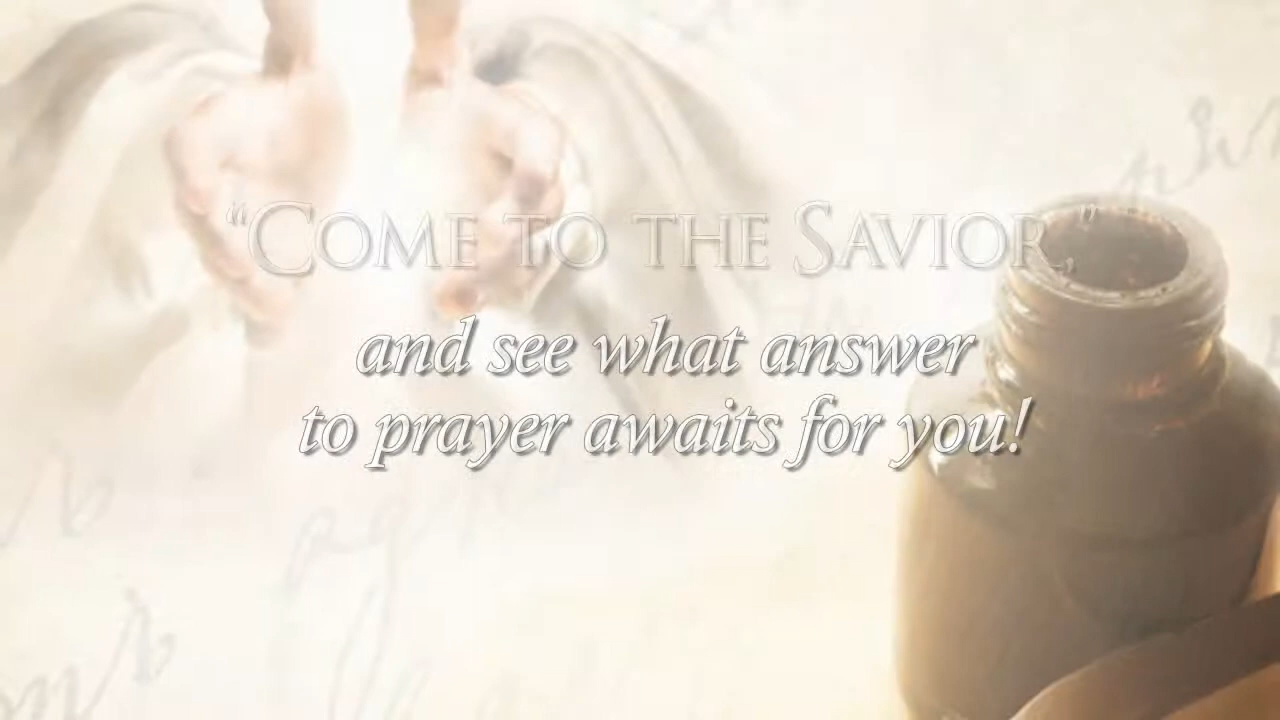 “COME TO THE SAVIOR,”
and see what answer
to prayer awaits for you!